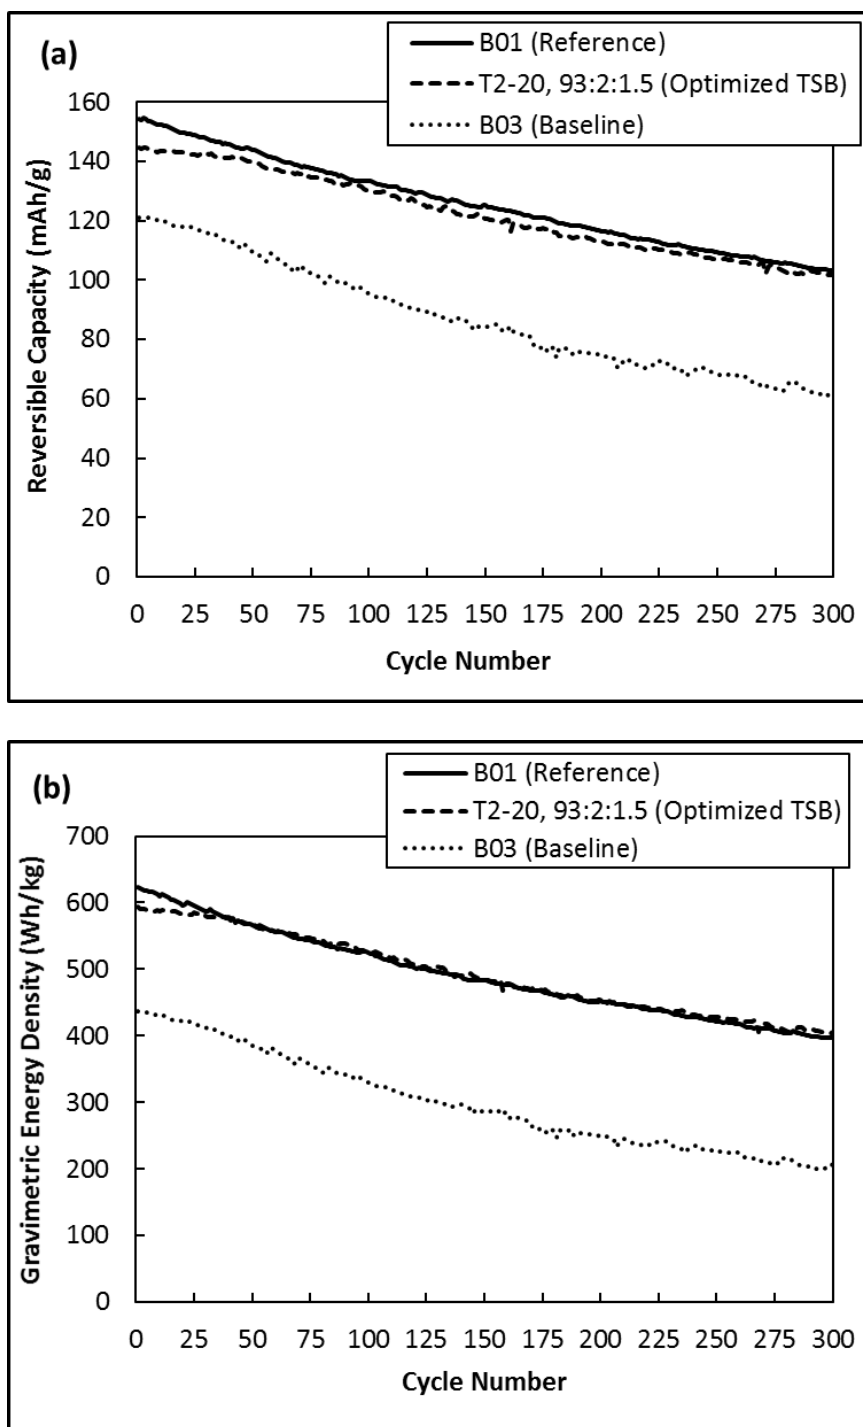 (a)
B01 (Reference)
T2-20, 93:2:1.5 (Optimized TSB)
B03 (Baseline)
160
140
120
100
80
60
40
20
0
Reversible Capacity (mAh/g)
0 25 50 75 100 125 150 175 200 225 250 275 300
Cycle Number
(b)
B01 (Reference)
T2-20, 93:2:1.5 (Optimized TSB)
B03 (Baseline)
700
600
500
400
300
200
100
0
Gravimetric Energy Density (Wh/kg)
0 25 50 75 100 125 150 175 200 225 250 275 300
Cycle Number